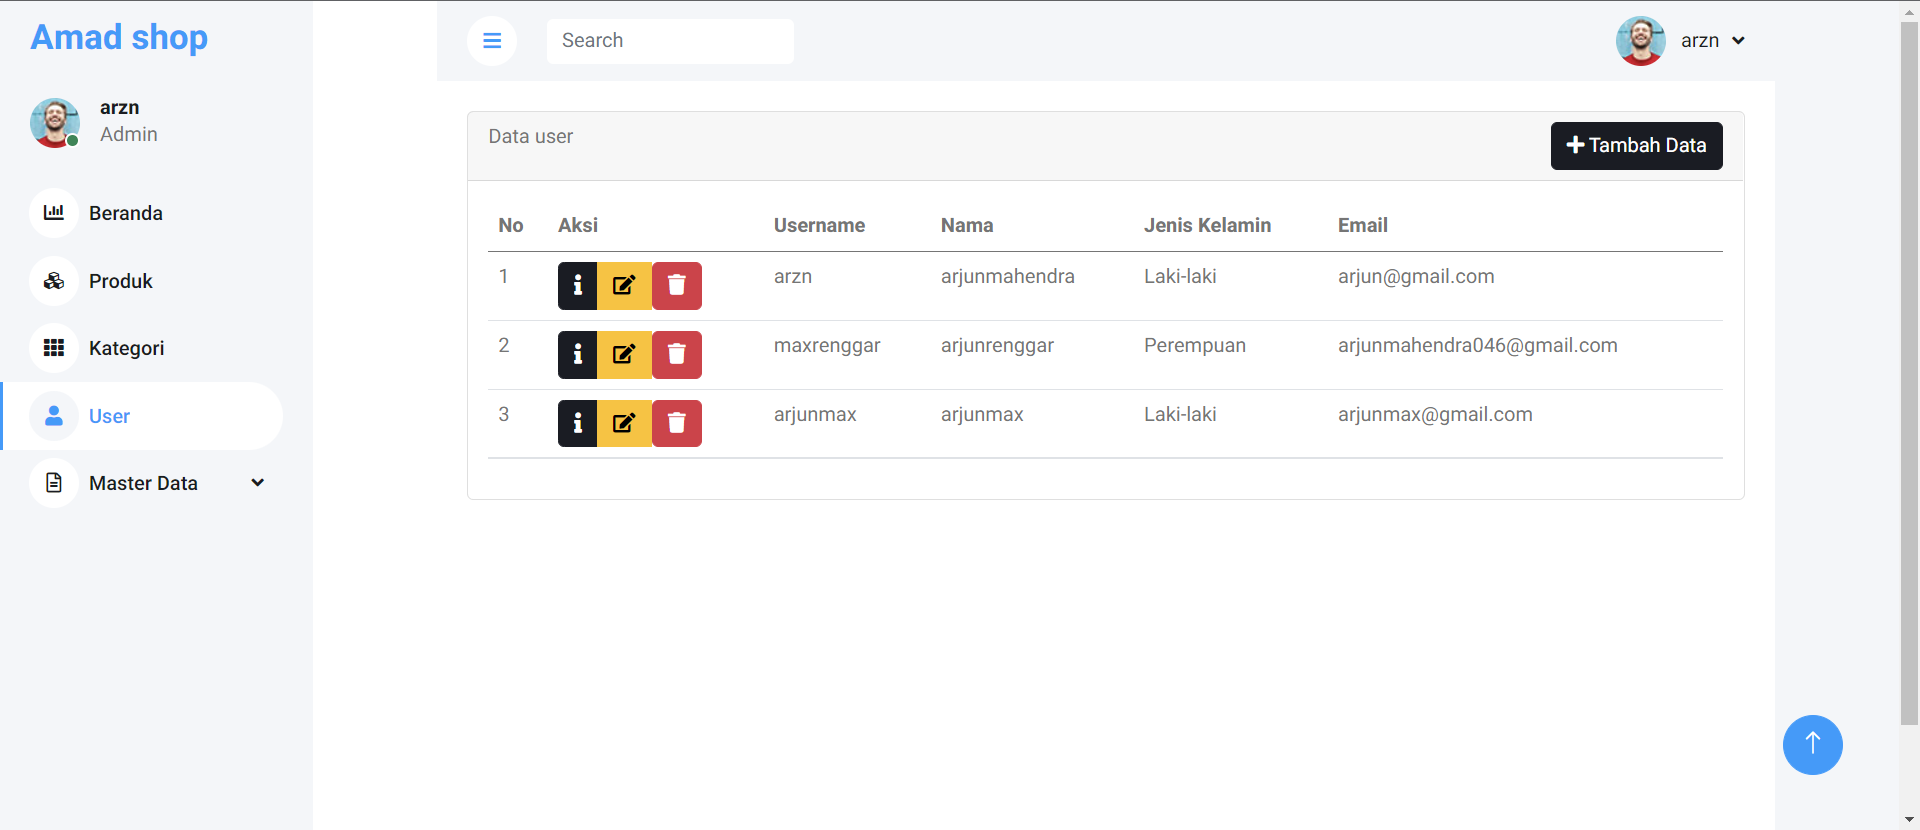 Amad shop
arzn
Admin
Beranda
Produk
Kategori
User
Master Data
Search
arzn
Data user
Tambah Data
No Aksi Username Nama Jenis Kelamin Email
1 arzn arjunmahendra Laki-laki arjun@gmail.com
2 maxrenggar arjunrenggar Perempuan arjunmahendra046@gmail.com
3 arjunmax arjunmax Laki-laki arjunmax@gmail.com